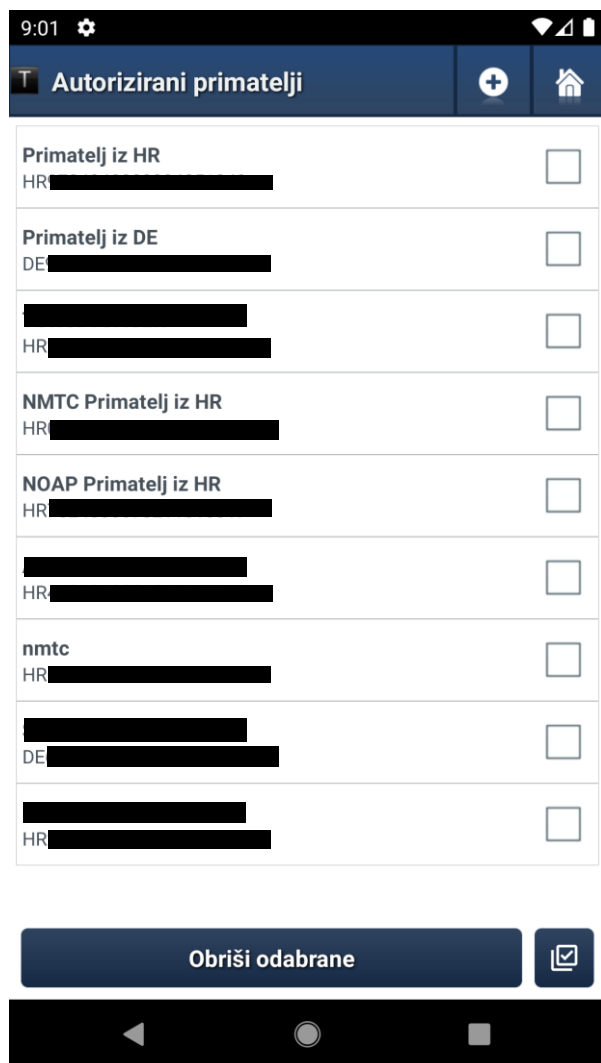 9:01
T Autorizirani primatelji
Primatelj iz HR
HR
Primatelj iz DE
DE
HR
NMTC Primatelj iz HR
HR
NOAP Primatelj iz HR
HR
HR
nmtc
HR
DE
HR
Obriši odabrane